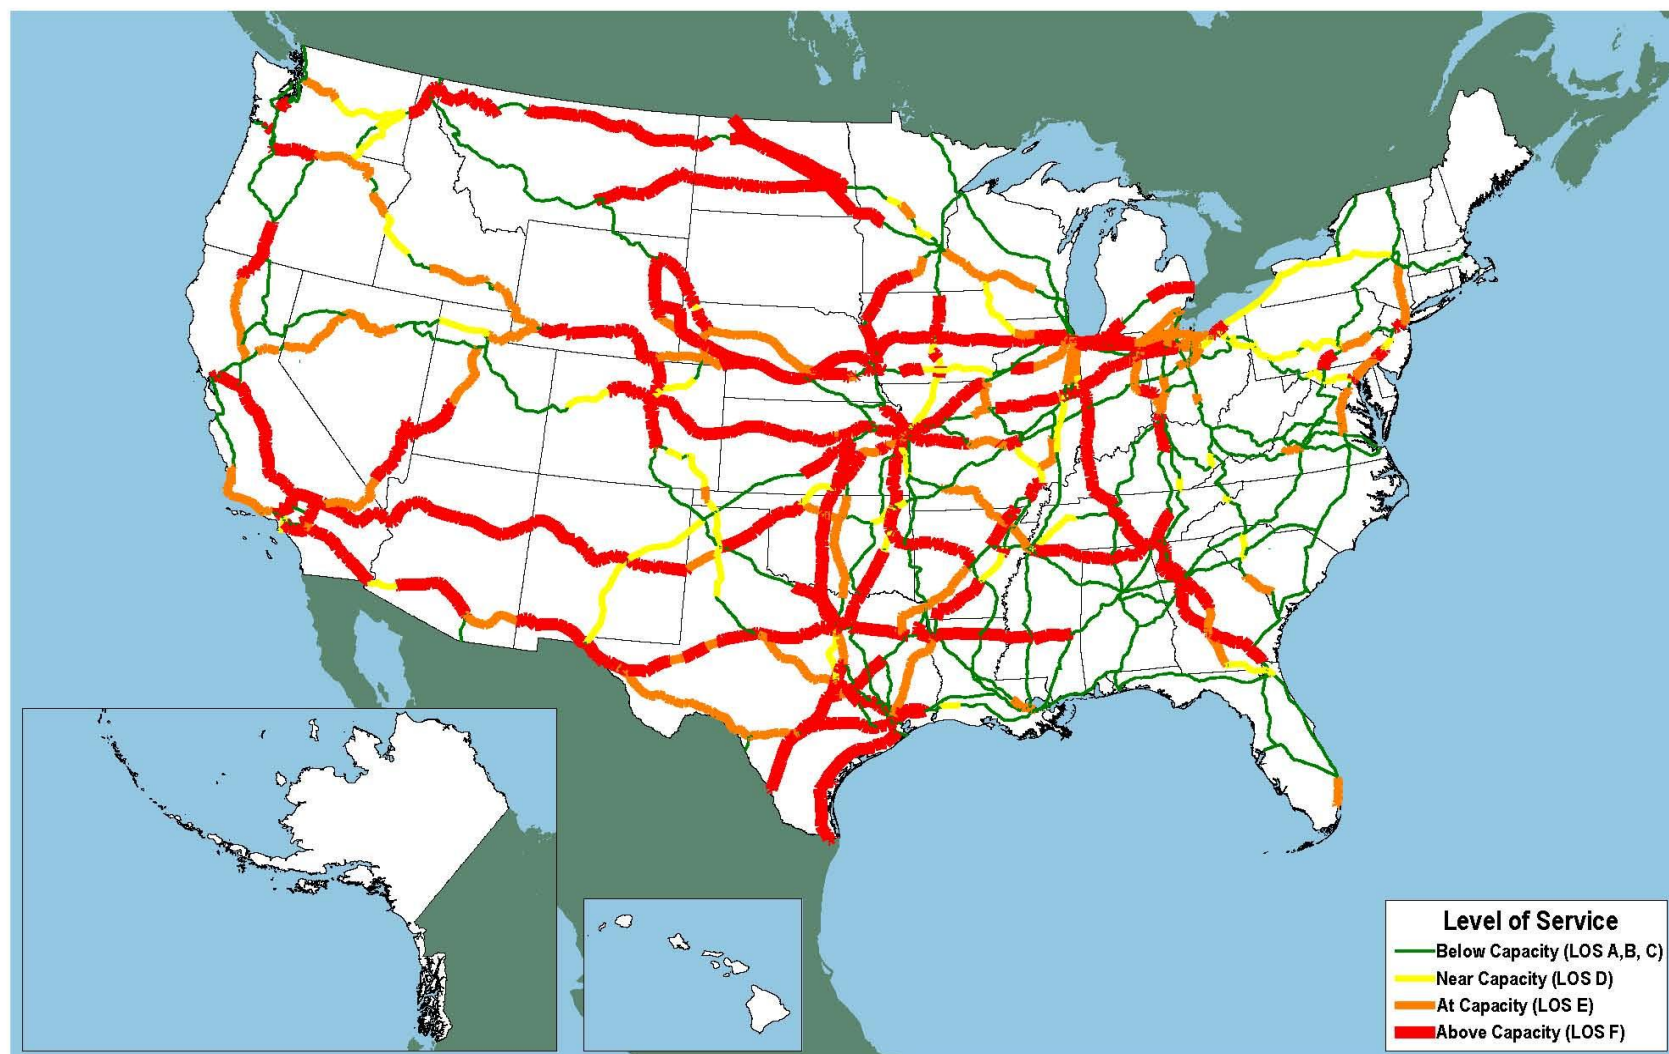 Level of Service
Below Capacity (LOS A,B, C)
Near Capacity (LOS D)
At Capacity (LOS E)
Above Capacity (LOS F)